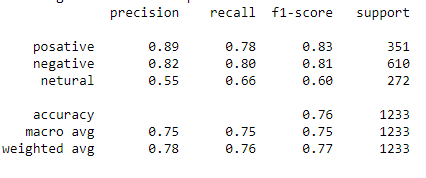 precision recall f1-score support
posative 0.89 0.78 0.83 351
negative 0.82 0.80 0.81 610
netural 0.55 0.66 0.60 272
accuracy 0.76 1233
macro avg 0.75 0.75 0.75 1233
weighted avg 0.78 0.76 0.77 1233